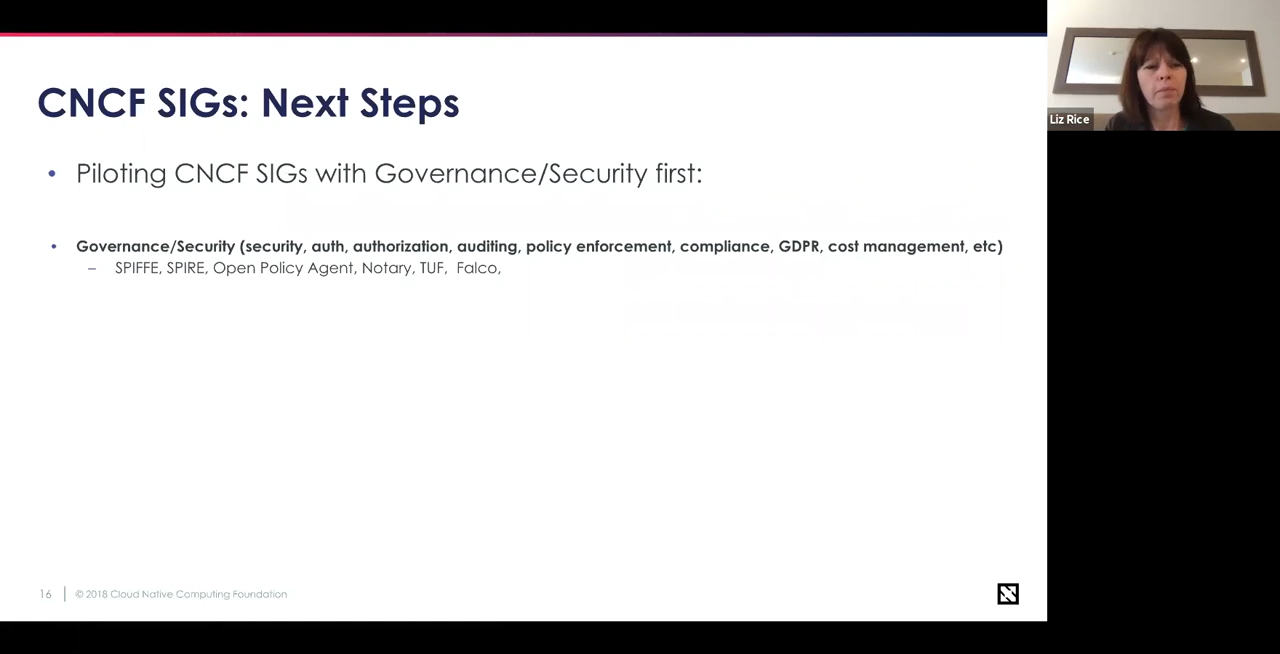 CNCF SIGs: Next Steps
• Piloting CNCF SIGs with Governance/Security first:
• Governance/Security (security, auth, authorization, auditing, policy enforcement, compliance, GDPR, cost management, etc)
– SPIFFE, SPIRE, Open Policy Agent, Notary, TUF, Falco,
16 | © 2018 Cloud Native Computing Foundation
Liz Rice